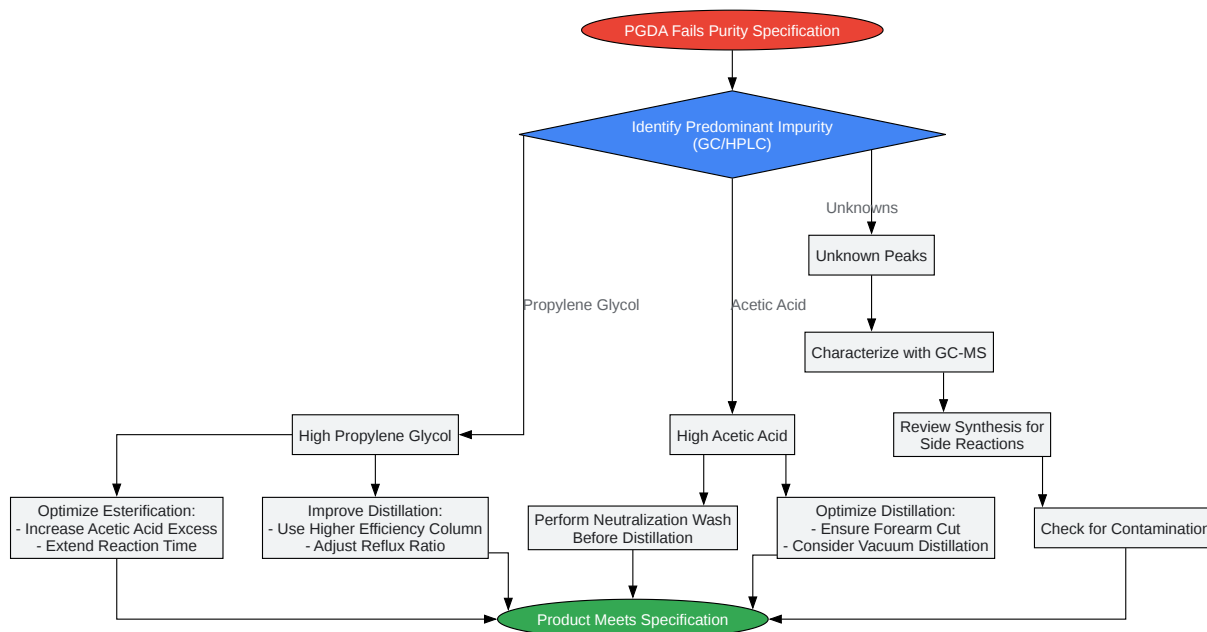 PGDA Fails Purity Specification
Identify Predominant Impurity
(GC/HPLC)
Unknowns
Unknown Peaks
Propylene Glycol
Acetic Acid
Characterize with GC-MS
High Propylene Glycol
High Acetic Acid
Review Synthesis for
Side Reactions
Optimize Esterification:
- Increase Acetic Acid Excess
- Extend Reaction Time
Improve Distillation:
- Use Higher Efficiency Column
- Adjust Reflux Ratio
Perform Neutralization Wash
Before Distillation
Optimize Distillation:
- Ensure Forearm Cut
- Consider Vacuum Distillation
Check for Contamination
Product Meets Specification